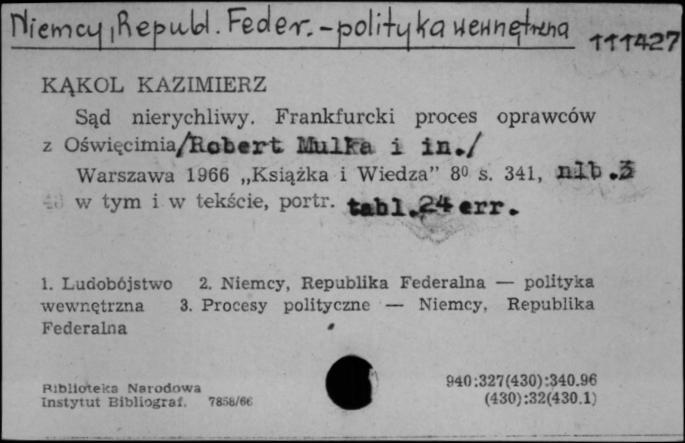 Niemcy, Republ. Feder. - polityka wewnętrzna 111427
KĄKOL KAZIMIERZ
Sąd nierychliwy. Frankfurcki proces oprawców
z Oświęcimia/Robert Mulka i in./
Warszawa 1966 „Książka i Wiedza” 8⁰ s. 341, nlb.3
w tym i w tekście, portr. tabl.24 err.
1. Ludobójstwo 2. Niemcy, Republika Federalna — polityka
wewnętrzna 3. Procesy polityczne — Niemcy, Republika
Federalna
Biblioteka Narodowa
Instytut Bibliograf. 7858/66
940:327(430):340.96
(430):32(430.1)